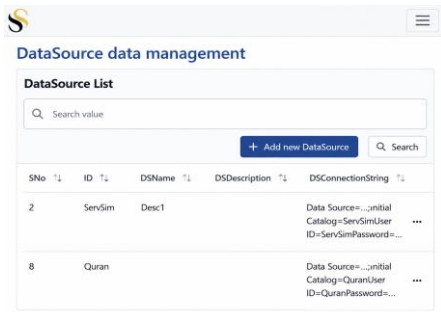 DataSource data management
DataSource List
Search value
+ Add new DataSource Search
SNo ID DSName DSDescription DSConnectionString
2 ServSim Desc1 Data Source=...;initial
Catalog=ServSimUser
ID=ServSimPassword=...
8 Quran Data Source=...;initial
Catalog=QuranUser
ID=QuranPassword=...